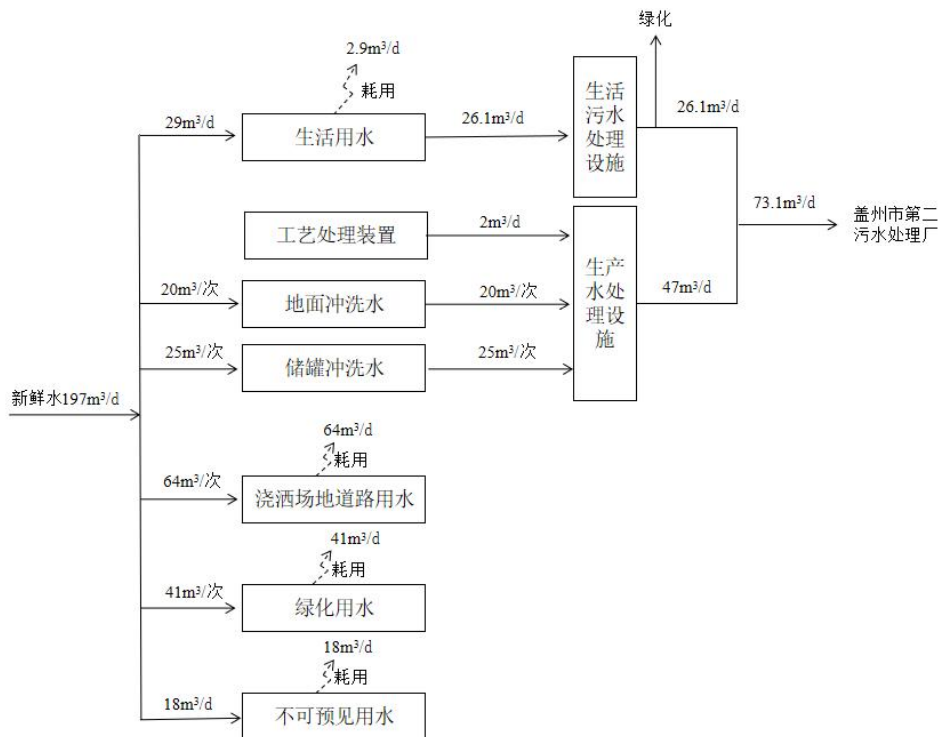 绿化
2.9m³/d
耗用
29m³/d
生活用水
26.1m³/d
生活
污水
处理
设施
26.1m³/d
工艺处理装置
2m³/d
73.1m³/d
盖州市第二
污水处理厂
20m³/次
地面冲洗水
20m³/次
生产
水处
理设
施
47m³/d
25m³/次
储罐冲洗水
25m³/次
新鲜水197m³/d
64m³/d
耗用
64m³/次
浇洒场地道路用水
41m³/d
耗用
41m³/次
绿化用水
18m³/d
耗用
18m³/d
不可预见用水